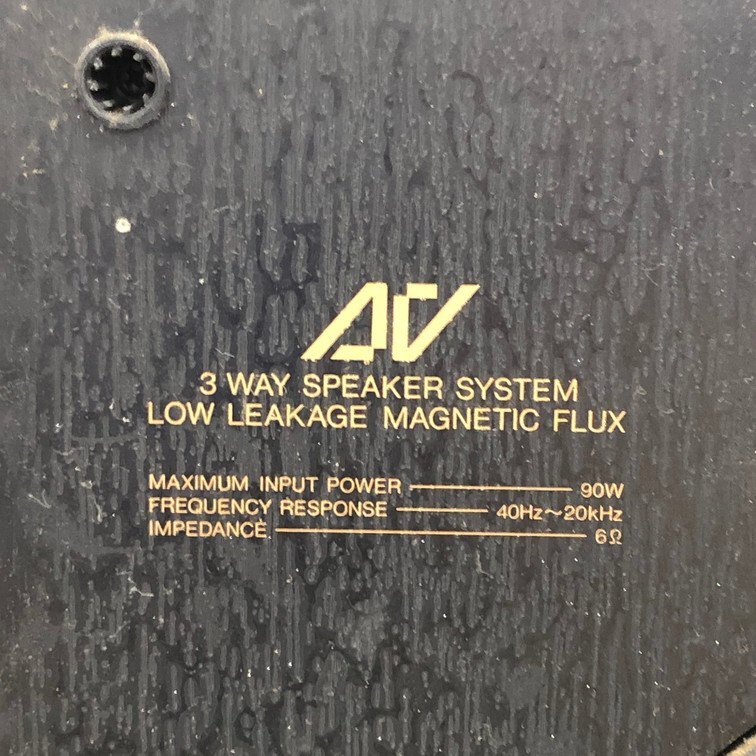 AV
3 WAY SPEAKER SYSTEM
LOW LEAKAGE MAGNETIC FLUX
MAXIMUM INPUT POWER 90W
FREQUENCY RESPONSE 40Hz～20kHz
IMPEDANCE 6Ω